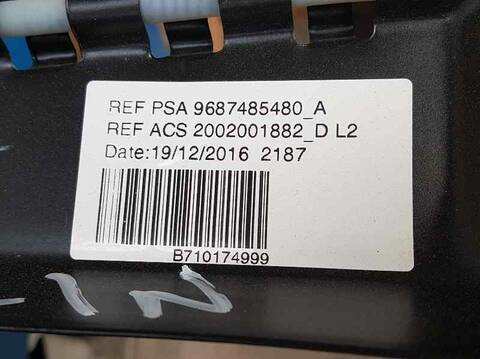 REF PSA 9687485480_A
REF ACS 2002001882_D L2
Date:19/12/2016 2187
B710174999